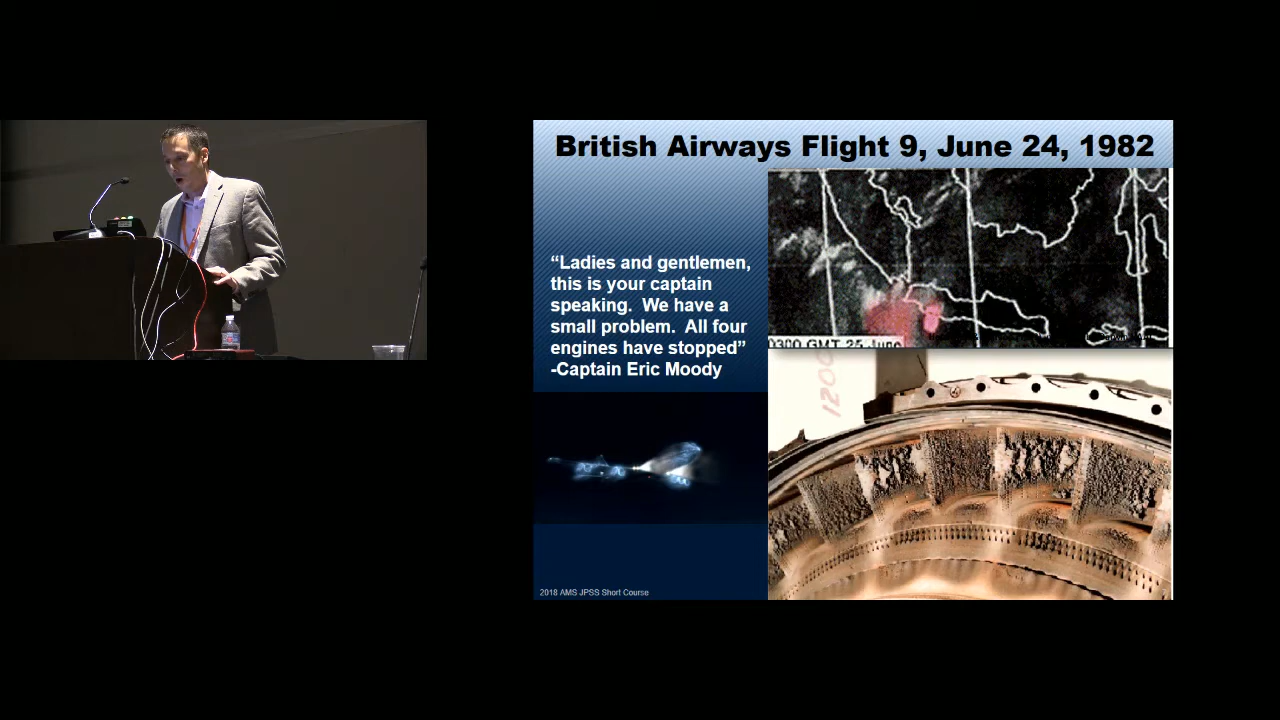 British Airways Flight 9, June 24, 1982
“Ladies and gentlemen,
this is your captain
speaking.  We have a
small problem.  All four
engines have stopped”
-Captain Eric Moody
0300 GMT 25 June
1200
2018 AMS JPSS Short Course